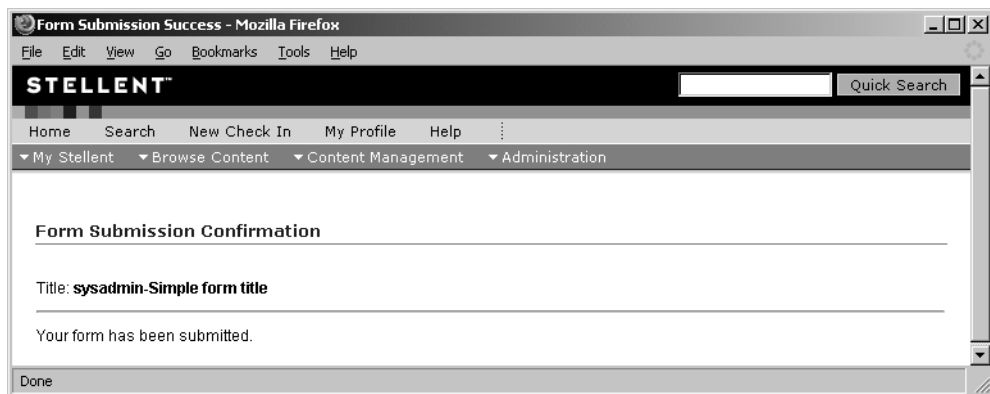 Form Submission Success - Mozilla Firefox
File Edit View Go Bookmarks Tools Help
STELLENT™ Quick Search
Home Search New Check In My Profile Help
My Stellent Browse Content Content Management Administration
Form Submission Confirmation
Title: sysadmin-Simple form title
Your form has been submitted.
Done